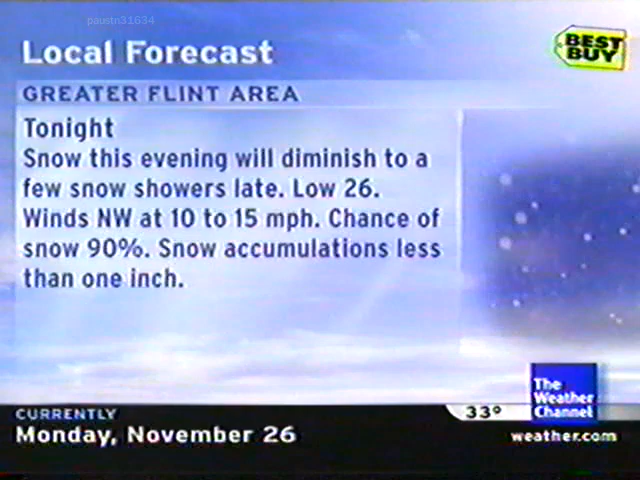 paustn31634
Local Forecast
BEST
BUY
GREATER FLINT AREA
Tonight
Snow this evening will diminish to a
few snow showers late. Low 26.
Winds NW at 10 to 15 mph. Chance of
snow 90%. Snow accumulations less
than one inch.
The
Weather
Channel
CURRENTLY
33°
Monday, November 26
weather.com